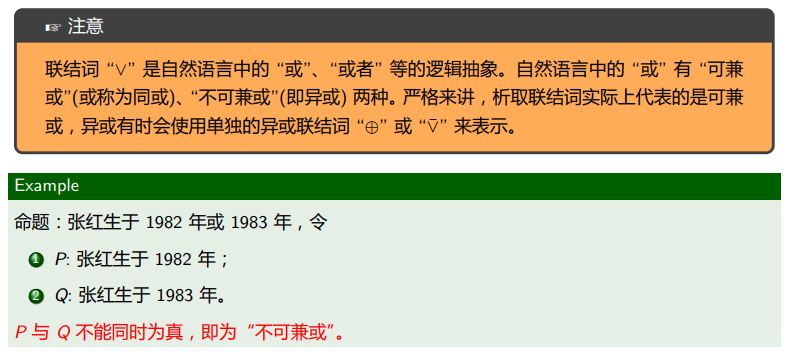 ☞ 注意
联结词 “∨” 是自然语言中的 “或”、“或者” 等的逻辑抽象。自然语言中的 “或” 有 “可兼
或”(或称为同或)、“不可兼或”(即异或) 两种。严格来讲，析取联结词实际上代表的是可兼
或，异或有时会使用单独的异或联结词 “⊕” 或 “∨̄” 来表示。
Example
命题：张红生于 1982 年或 1983 年，令
1 P: 张红生于 1982 年；
2 Q: 张红生于 1983 年。
P 与 Q 不能同时为真，即为 “不可兼或”。